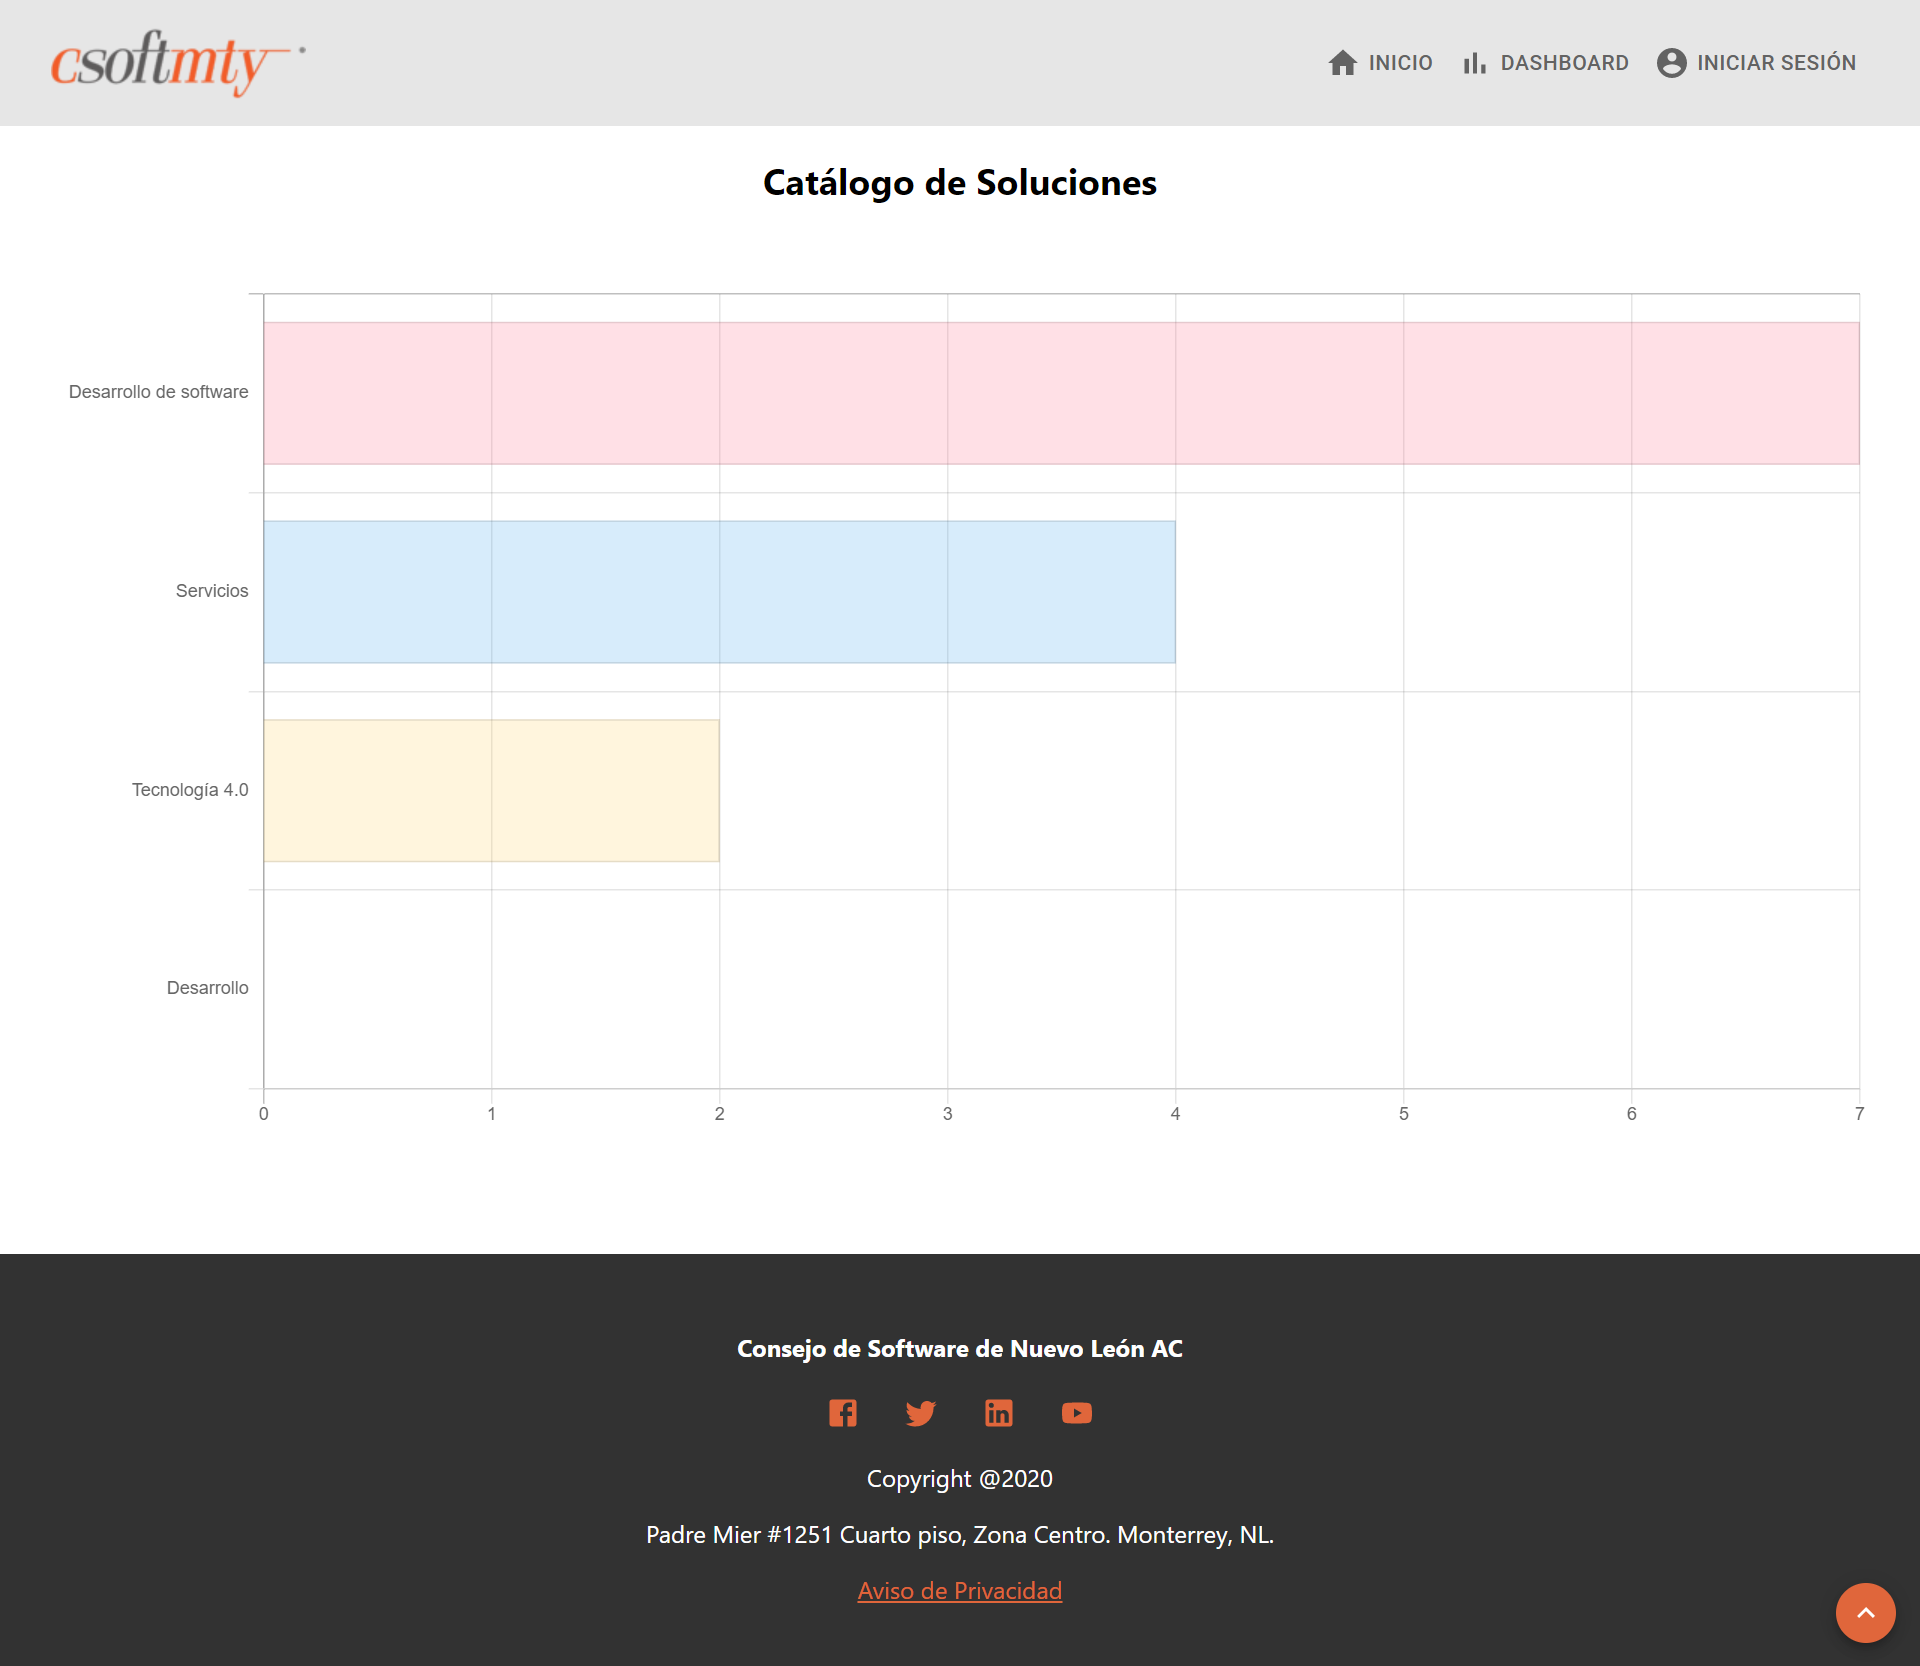 csoftmty
INICIO
DASHBOARD
INICIAR SESIÓN
Catálogo de Soluciones
Desarrollo de software
Servicios
Tecnología 4.0
Desarrollo
0 1 2 3 4 5 6 7
Consejo de Software de Nuevo León AC
Copyright @2020
Padre Mier #1251 Cuarto piso, Zona Centro. Monterrey, NL.
Aviso de Privacidad